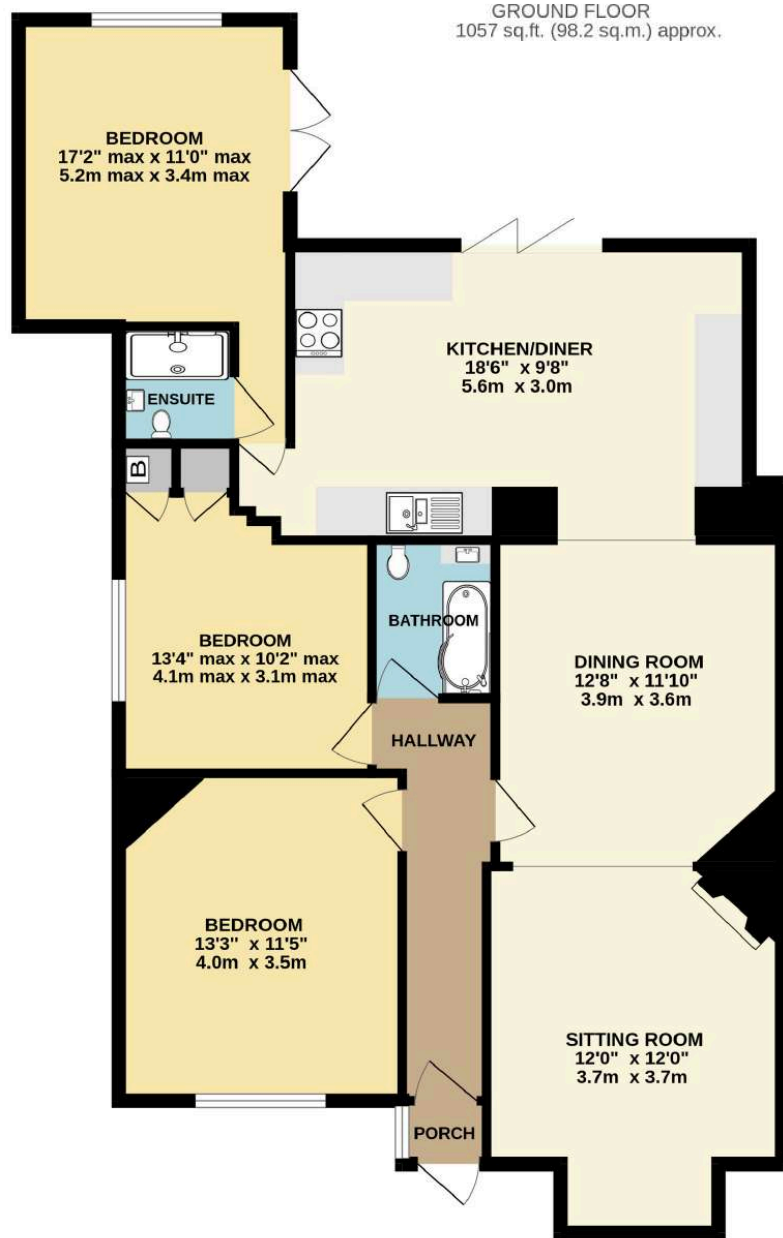 GROUND FLOOR
1057 sq.ft. (98.2 sq.m.) approx.
BEDROOM
17'2" max x 11'0" max
5.2m max x 3.4m max
KITCHEN/DINER
18'6" x 9'8"
5.6m x 3.0m
ENSUITE
B
BATHROOM
BEDROOM
13'4" max x 10'2" max
4.1m max x 3.1m max
DINING ROOM
12'8" x 11'10"
3.9m x 3.6m
HALLWAY
BEDROOM
13'3" x 11'5"
4.0m x 3.5m
SITTING ROOM
12'0" x 12'0"
3.7m x 3.7m
PORCH